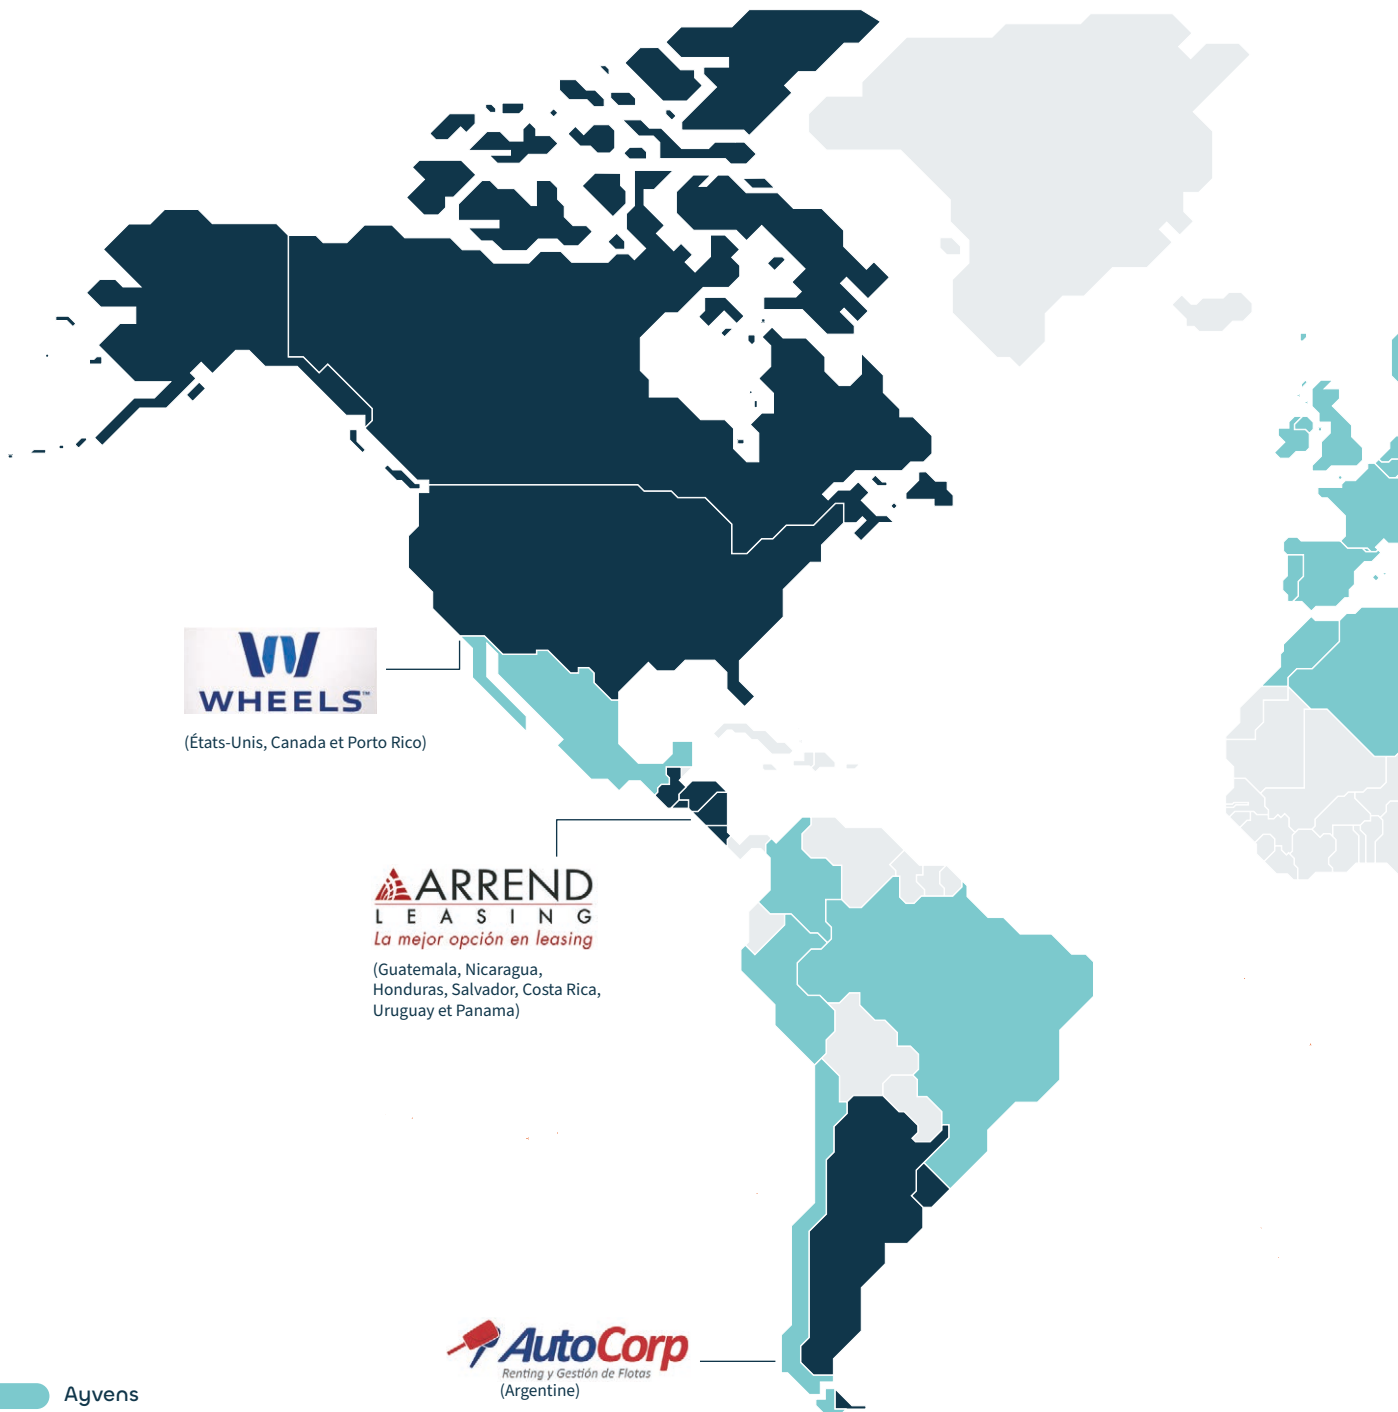 WHEELS™
(États-Unis, Canada et Porto Rico)
ARREND
LEASING
La mejor opción en leasing
(Guatemala, Nicaragua,
Honduras, Salvador, Costa Rica,
Uruguay et Panama)
AutoCorp
Renting y Gestión de Flotas
(Argentine)
Ayvens